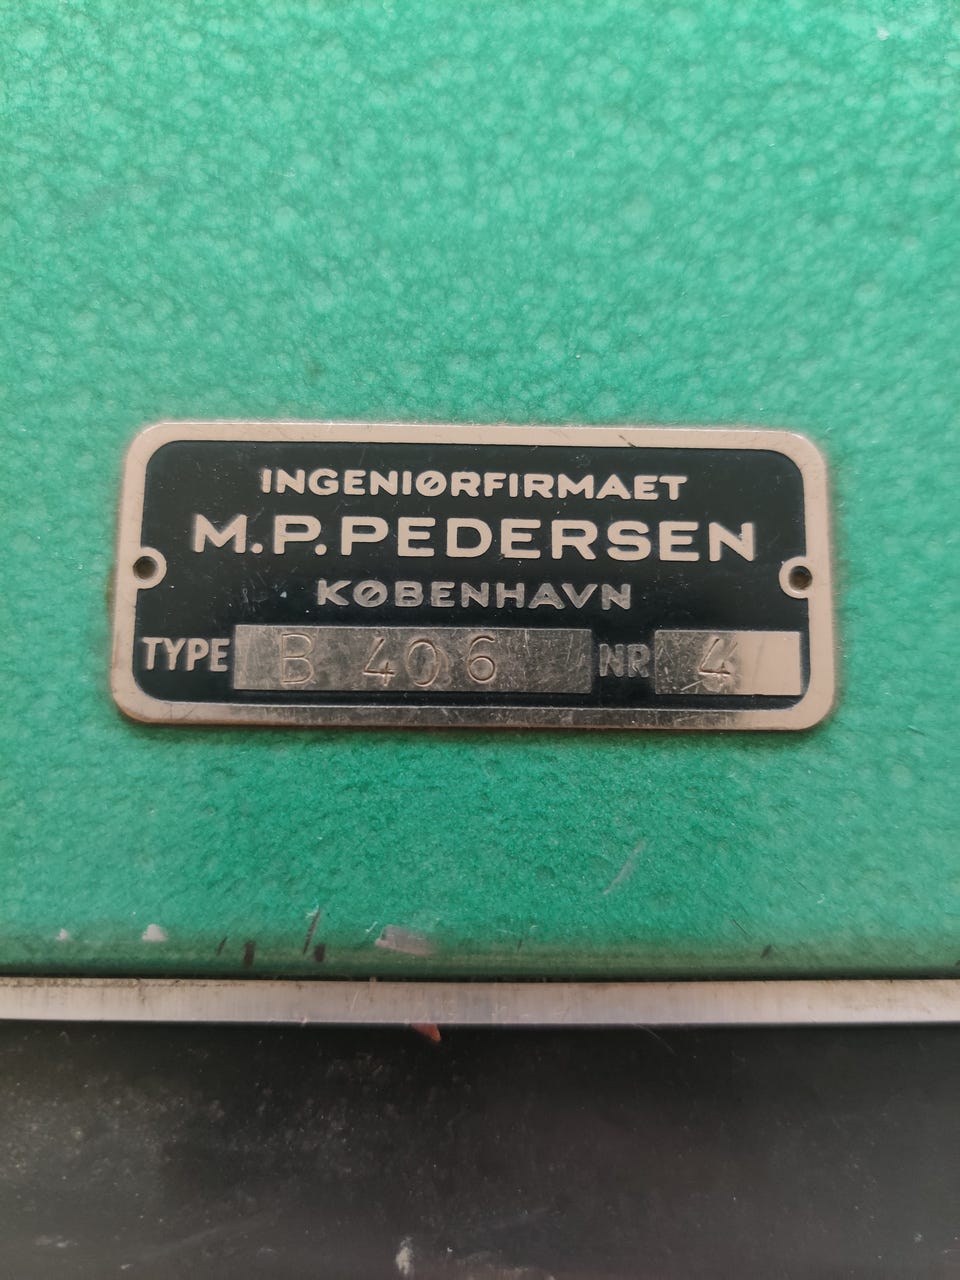 INGENIØRFIRMAET
M.P.PEDERSEN
KØBENHAVN
TYPE B 406 NR 4